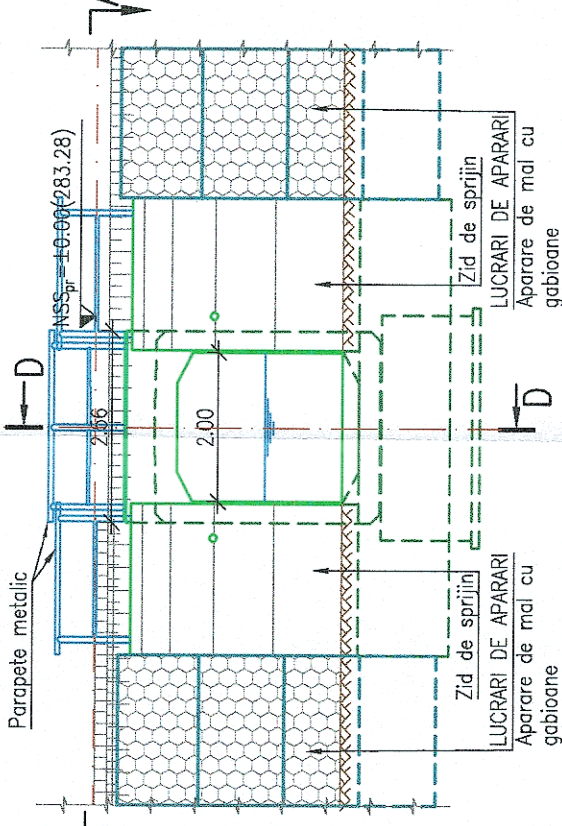 D
NSSpr=±0.00(283.28)
2.66
2.00
D
Parapete metalic
Zid de sprijin
LUCRARI DE APARARI
Aparare de mal cu
gabioane
Zid de sprijin
LUCRARI DE APARARI
Aparare de mal cu
gabioane